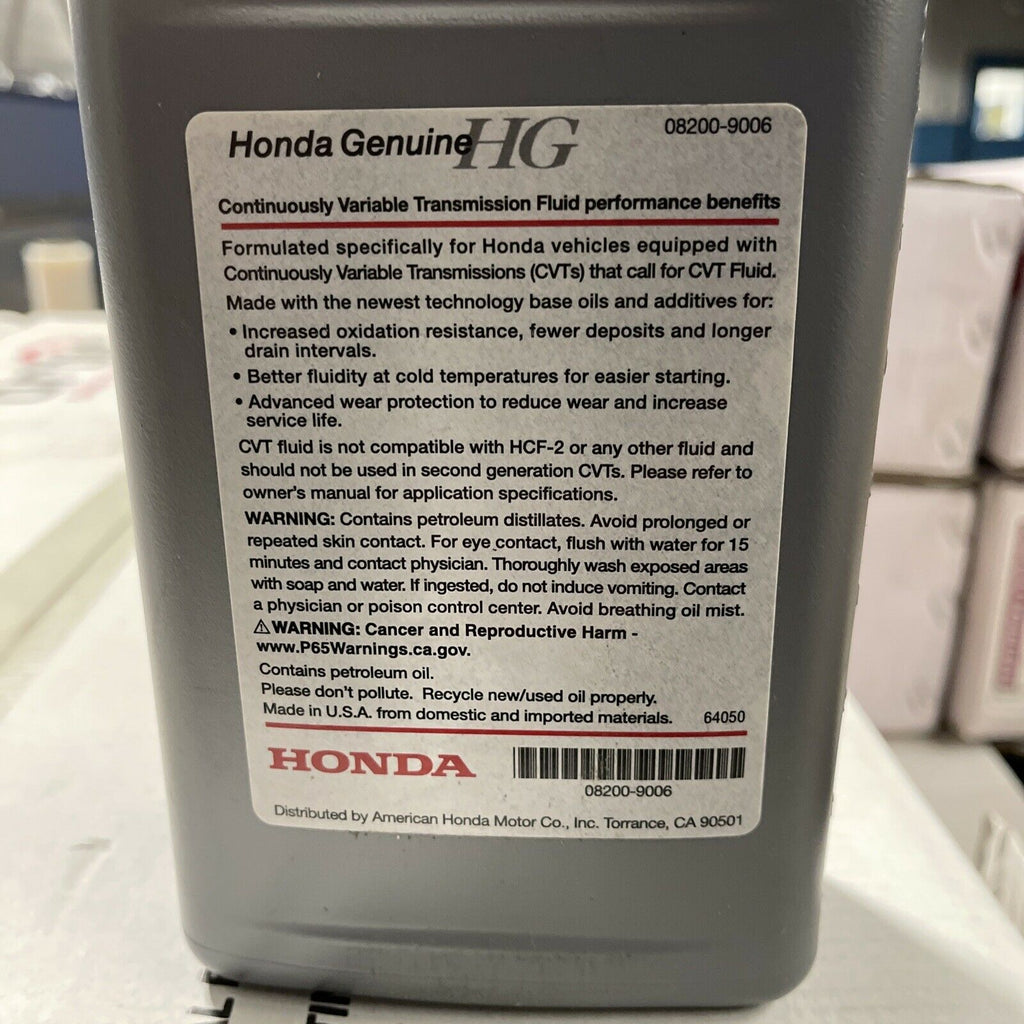 Honda Genuine HG 08200-9006
Continuously Variable Transmission Fluid performance benefits
Formulated specifically for Honda vehicles equipped with
Continuously Variable Transmissions (CVTs) that call for CVT Fluid.
Made with the newest technology base oils and additives for:
• Increased oxidation resistance, fewer deposits and longer
drain intervals.
• Better fluidity at cold temperatures for easier starting.
• Advanced wear protection to reduce wear and increase
service life.
CVT fluid is not compatible with HCF-2 or any other fluid and
should not be used in second generation CVTs. Please refer to
owner's manual for application specifications.
WARNING: Contains petroleum distillates. Avoid prolonged or
repeated skin contact. For eye contact, flush with water for 15
minutes and contact physician. Thoroughly wash exposed areas
with soap and water. If ingested, do not induce vomiting. Contact
a physician or poison control center. Avoid breathing oil mist.
⚠WARNING: Cancer and Reproductive Harm -
www.P65Warnings.ca.gov.
Contains petroleum oil.
Please don't pollute. Recycle new/used oil properly.
Made in U.S.A. from domestic and imported materials. 64050
HONDA
08200-9006
Distributed by American Honda Motor Co., Inc. Torrance, CA 90501